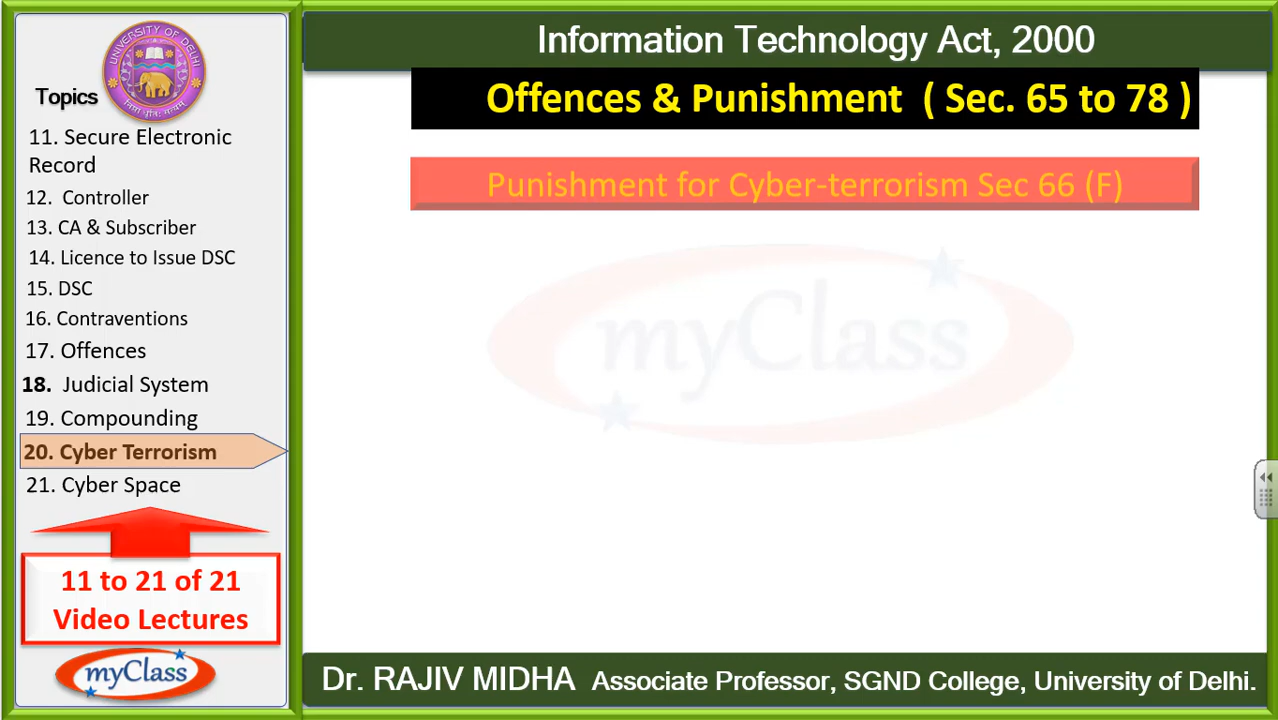 UNIVERSITY OF DELHI
Topics
11. Secure Electronic
Record
12. Controller
13. CA & Subscriber
14. Licence to Issue DSC
15. DSC
16. Contraventions
17. Offences
18. Judicial System
19. Compounding
20. Cyber Terrorism
21. Cyber Space
11 to 21 of 21
Video Lectures
myClass
Information Technology Act, 2000
Offences & Punishment ( Sec. 65 to 78 )
Punishment for Cyber-terrorism Sec 66 (F)
myClass
Dr. RAJIV MIDHA Associate Professor, SGND College, University of Delhi.